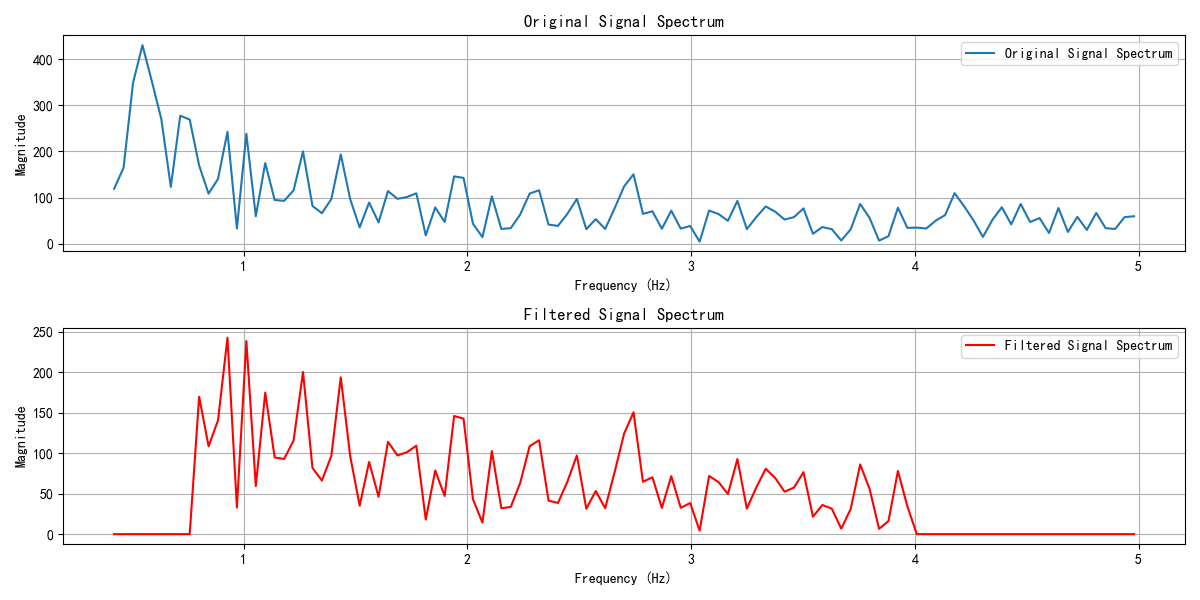 Original Signal Spectrum
Original Signal Spectrum
400
300
200
100
0
Magnitude
1 2 3 4 5
Frequency (Hz)
Filtered Signal Spectrum
Filtered Signal Spectrum
250
200
150
100
50
0
Magnitude
1 2 3 4 5
Frequency (Hz)